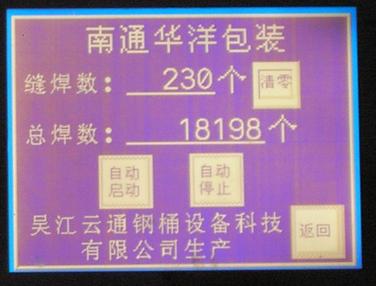 南通华洋包装
缝焊数：230个 清零
总焊数：18198个
自动启动 自动停止
吴江云通钢桶设备科技
有限公司生产 返回